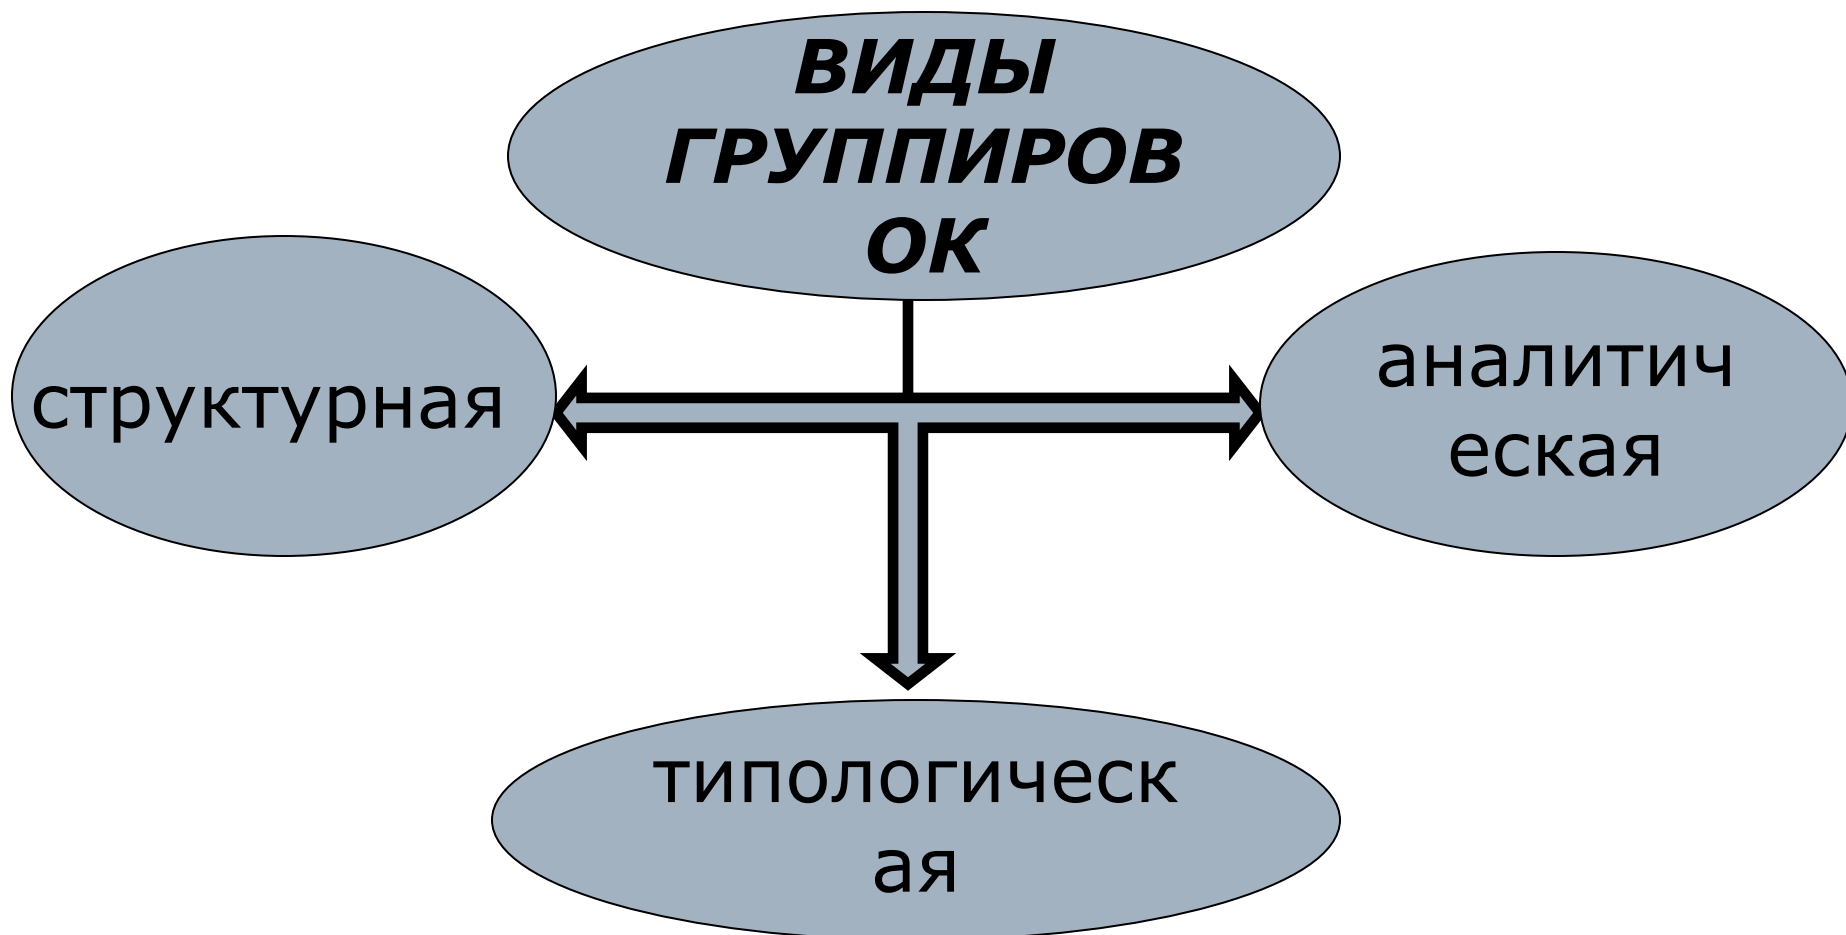 ВИДЫ
ГРУППИРОВ
ОК
структурная
аналитич
еская
типологическ
ая